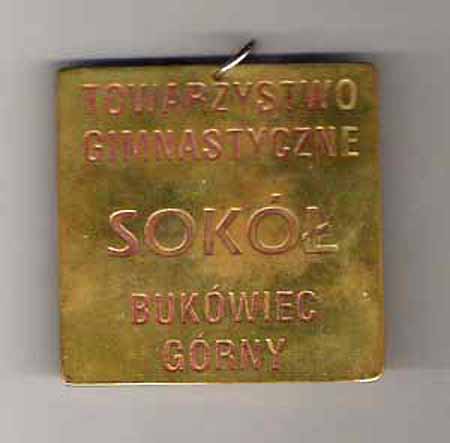 TOWARZYSTWO
GIMNASTYCZNE
SOKÓŁ
BUKÓWIEC
GÓRNY